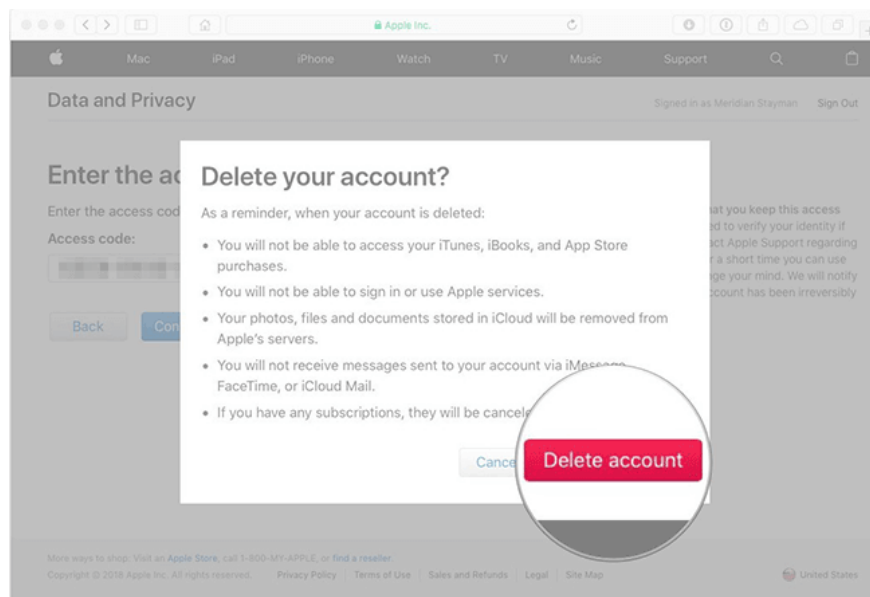 Apple Inc.
Mac iPad iPhone Watch TV Music Support
Data and Privacy
Signed in as Meridian Stayman Sign Out
Enter the ac
Enter the access cod
Access code:
Back Con
Delete your account?
As a reminder, when your account is deleted:
• You will not be able to access your iTunes, iBooks, and App Store
purchases.
• You will not be able to sign in or use Apple services.
• Your photos, files and documents stored in iCloud will be removed from
Apple's servers.
• You will not receive messages sent to your account via iMessage,
FaceTime, or iCloud Mail.
• If you have any subscriptions, they will be cancele
Cance
Delete account
hat you keep this access
ed to verify your identity if
act Apple Support regarding
r a short time you can use
nge your mind. We will notify
ccount has been irreversibly
More ways to shop: Visit an Apple Store, call 1-800-MY-APPLE, or find a reseller.
Copyright © 2018 Apple Inc. All rights reserved. Privacy Policy Terms of Use Sales and Refunds Legal Site Map United States